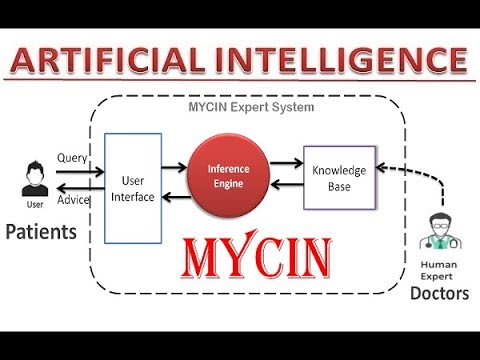 ARTIFICIAL INTELLIGENCE
MYCIN Expert System
Query
Advice
User
Patients
User
Interface
Inference
Engine
Knowledge
Base
MYCIN
Human
Expert
Doctors